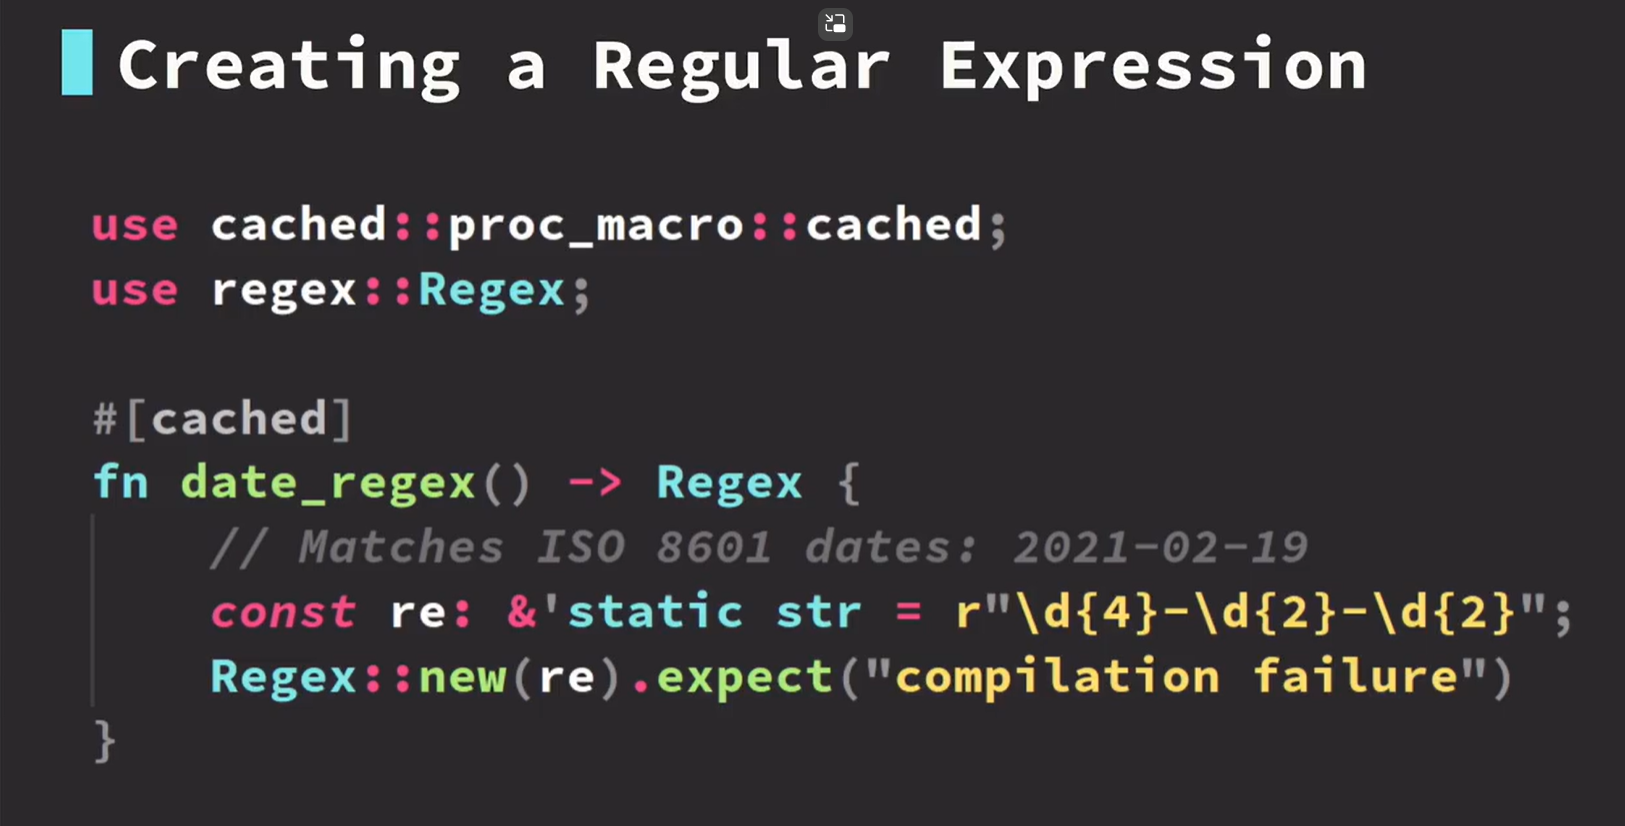 Creating a Regular Expression
use cached::proc_macro::cached;
use regex::Regex;
#[cached]
fn date_regex() -> Regex {
// Matches ISO 8601 dates: 2021-02-19
const re: &'static str = r"\d{4}-\d{2}-\d{2}";
Regex::new(re).expect("compilation failure")
}